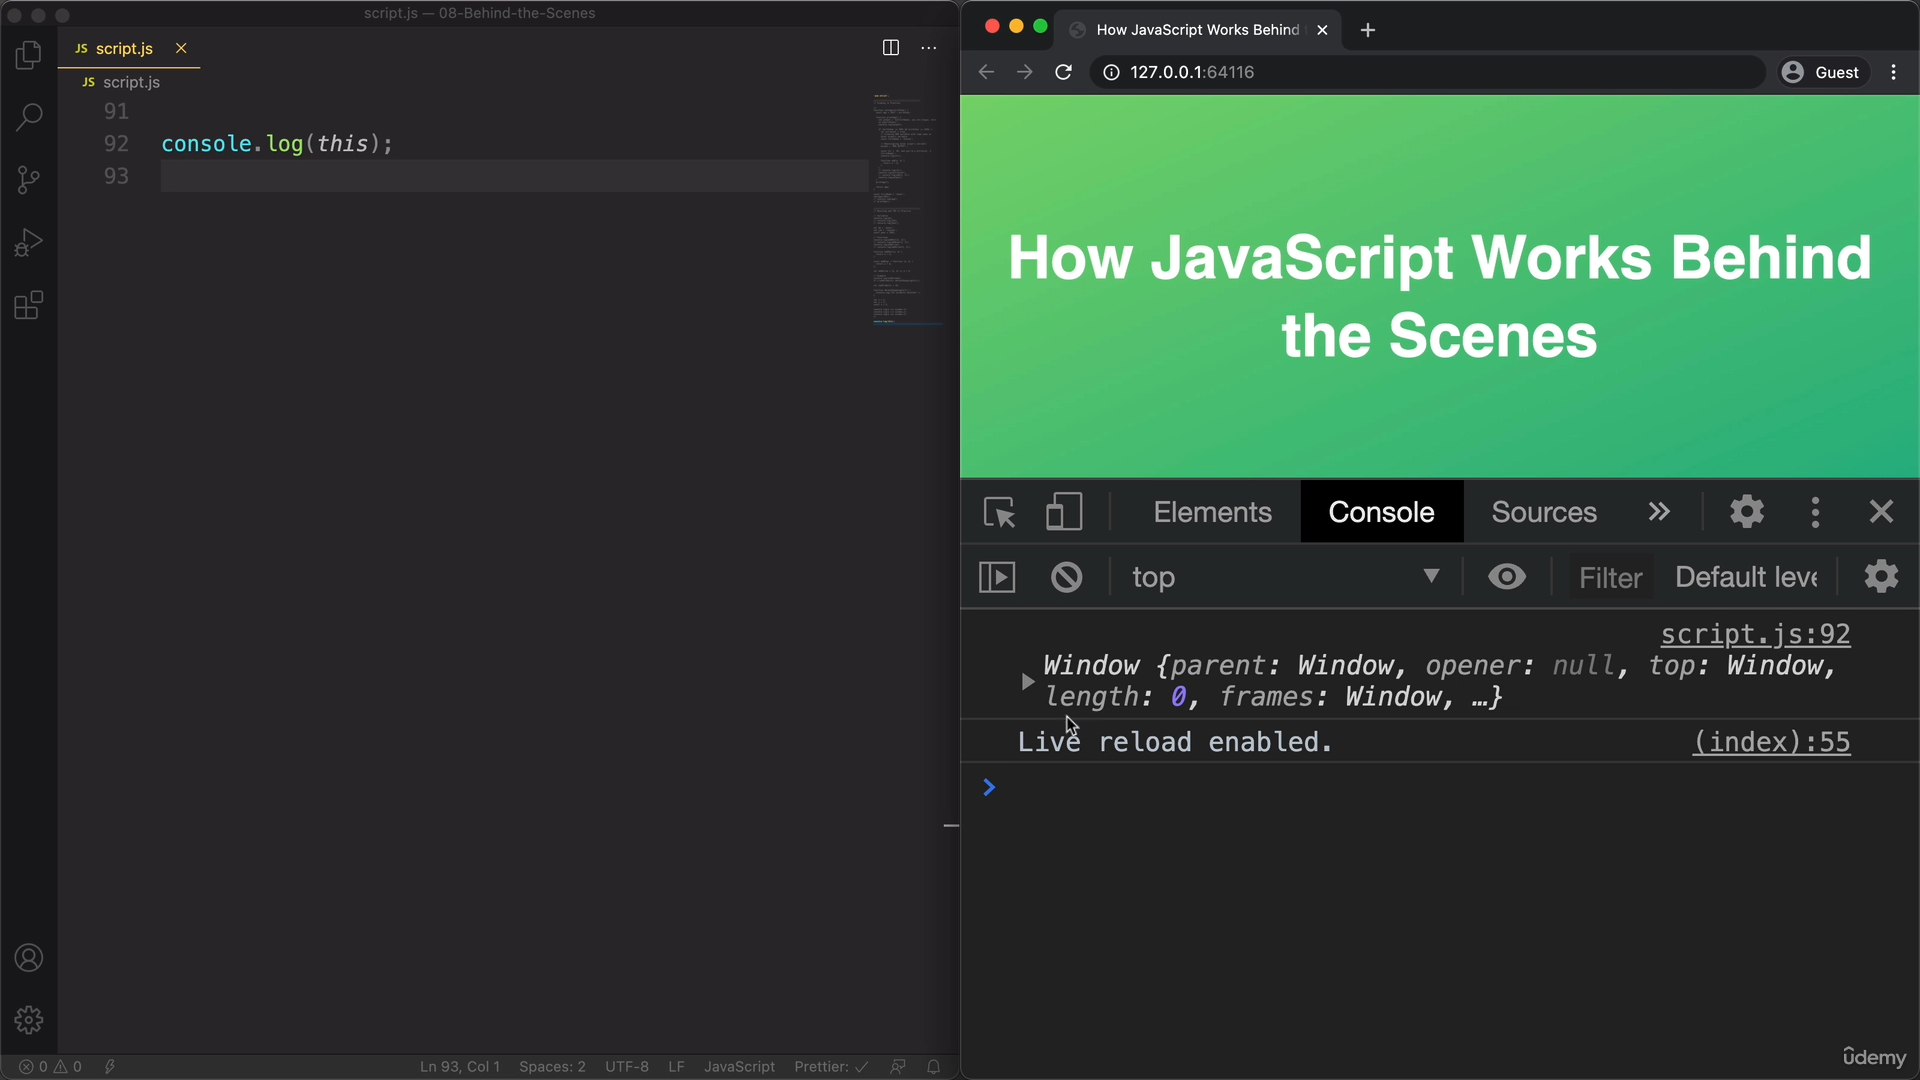 script.js — 08-Behind-the-Scenes
JS script.js
JS script.js
91
92 console.log(this);
93
0 0
Ln 93, Col 1 Spaces: 2 UTF-8 LF JavaScript Prettier: ✓
How JavaScript Works Behind
127.0.0.1:64116
Guest
How JavaScript Works Behind
the Scenes
Elements Console Sources
top Filter Default leve
script.js:92
Window {parent: Window, opener: null, top: Window,
length: 0, frames: Window, …}
Live reload enabled. (index):55
ûdemy